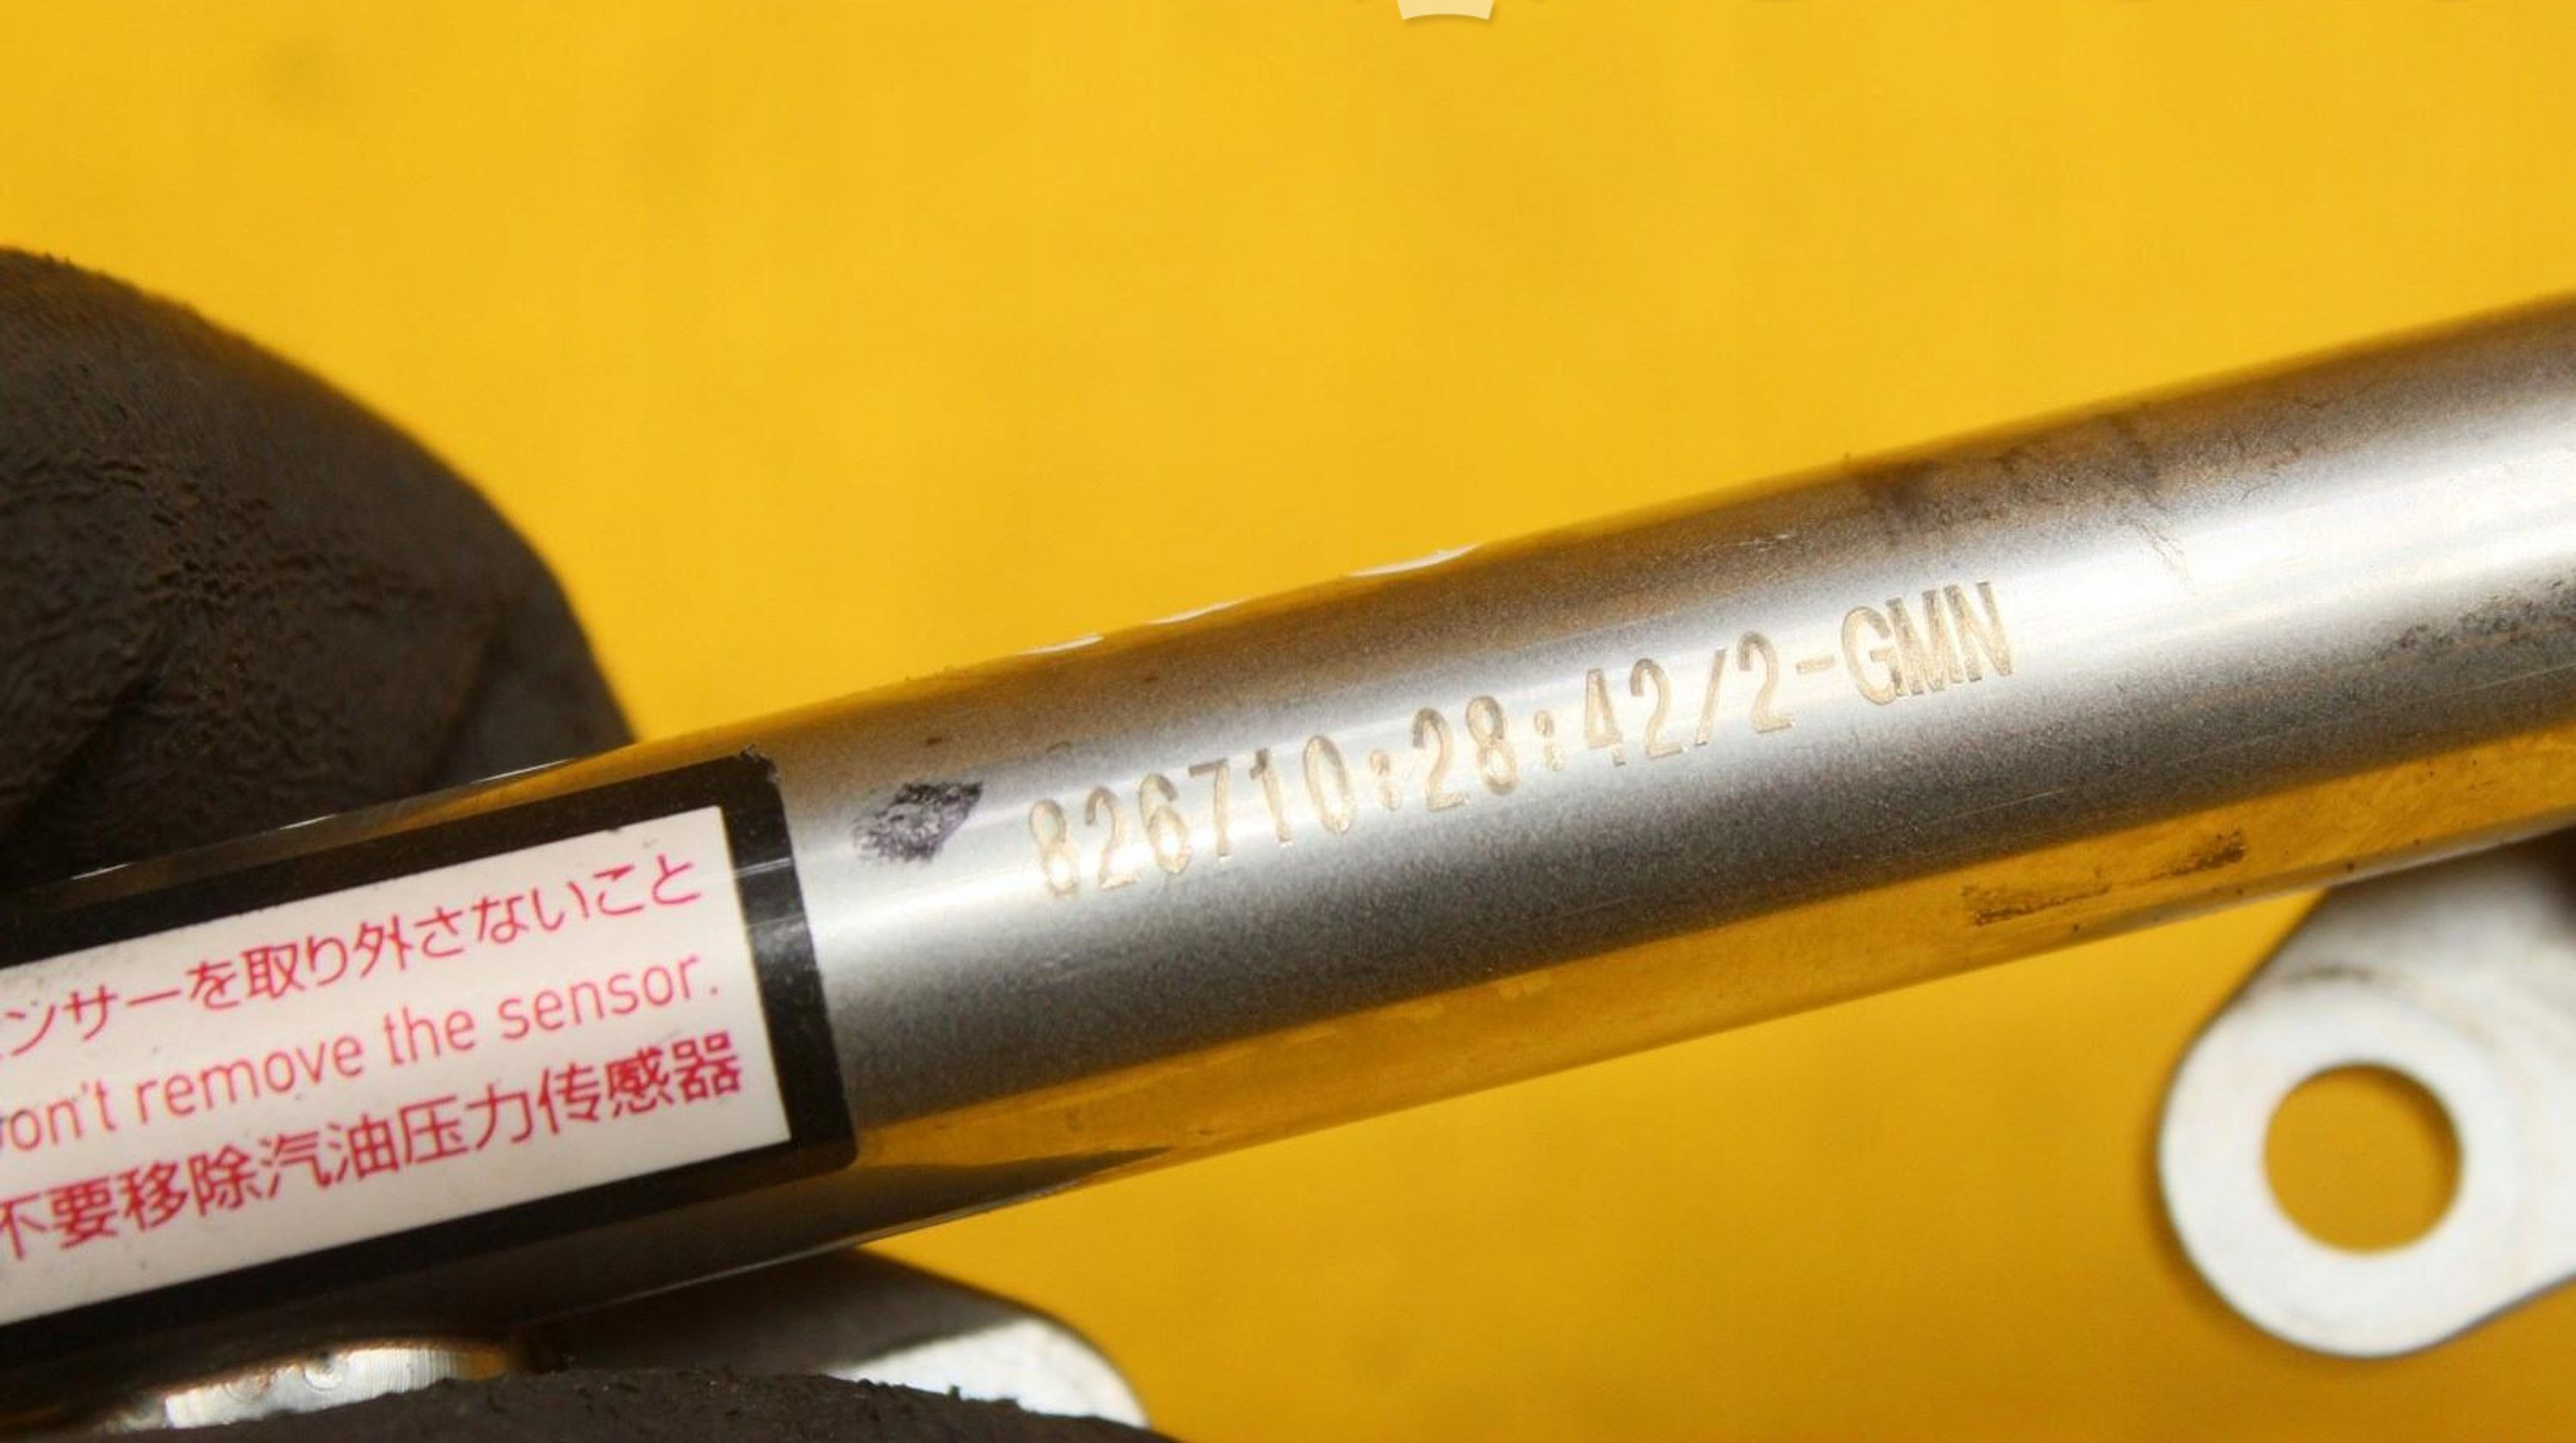 826710:28:42/2-GMN
ンサーを取り外さないこと
on't remove the sensor.
不要移除汽油压力传感器